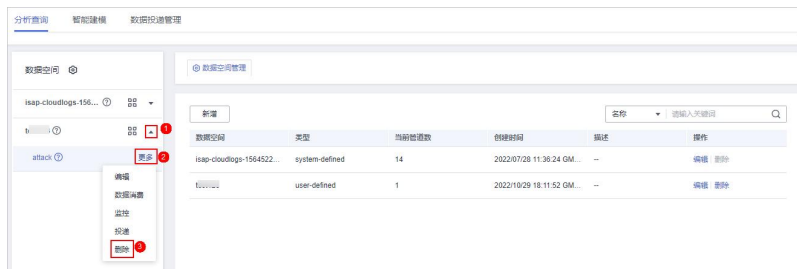 分析查询 智能建模 数据投递管理
数据空间
数据空间管理
isap-cloudlogs-156...
新增
名称 请输入关键词
t
1
数据空间 类型 当前管道数 创建时间 描述 操作
attack 更多 2
isap-cloudlogs-1564522... system-defined 14 2022/07/28 11:36:24 GM... -- 编辑 删除
编辑
数据消费
user-defined 1 2022/10/29 18:11:52 GM... -- 编辑 删除
监控
投递
删除 3